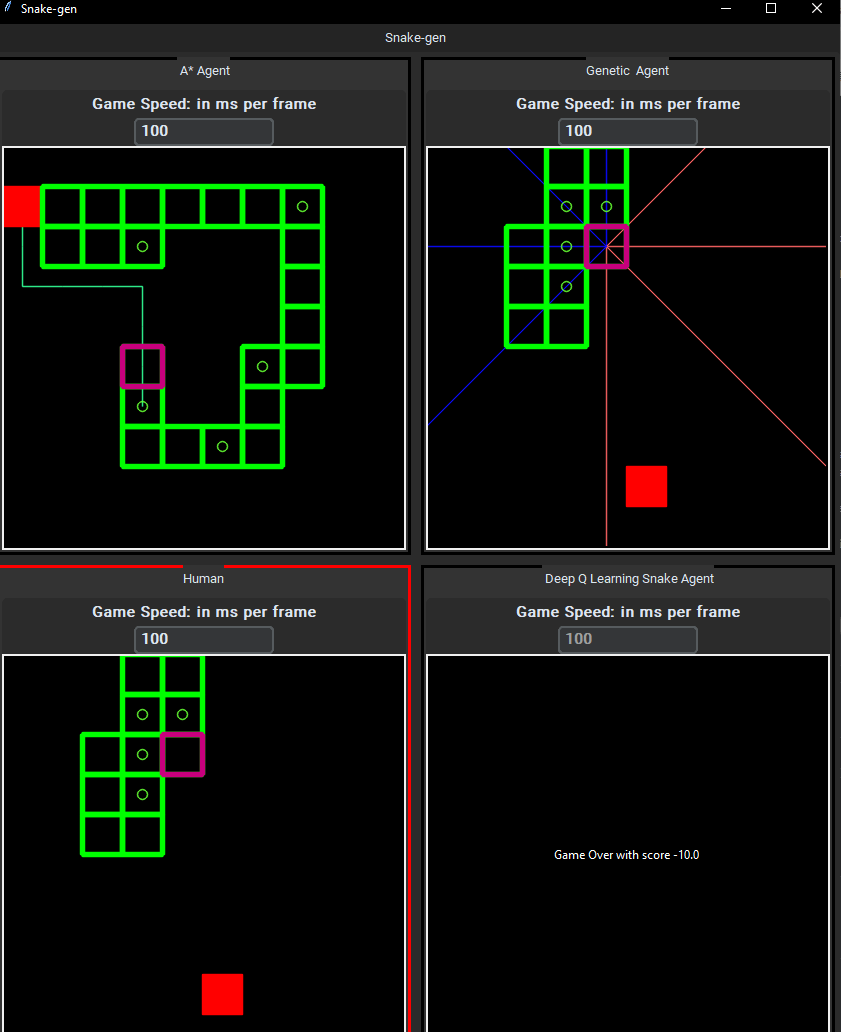 Snake-gen
Snake-gen
A* Agent
Genetic Agent
Game Speed: in ms per frame
100
Game Speed: in ms per frame
100
Human
Deep Q Learning Snake Agent
Game Speed: in ms per frame
100
Game Speed: in ms per frame
100
Game Over with score -10.0